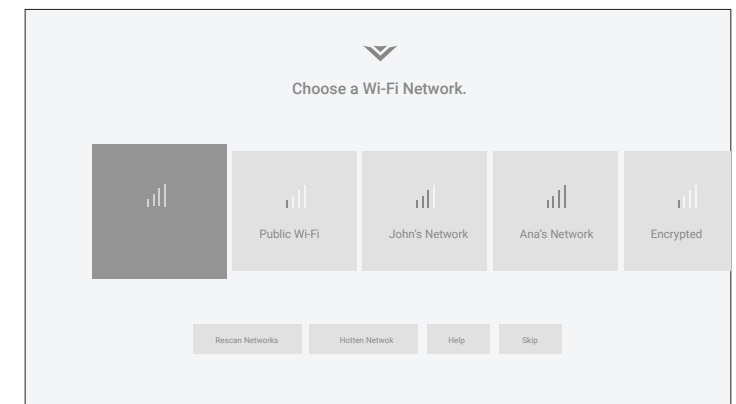 Choose a Wi-Fi Network.
Public Wi-Fi
John's Network
Ana's Network
Encrypted
Rescan Networks
Hotten Netwok
Help
Skip